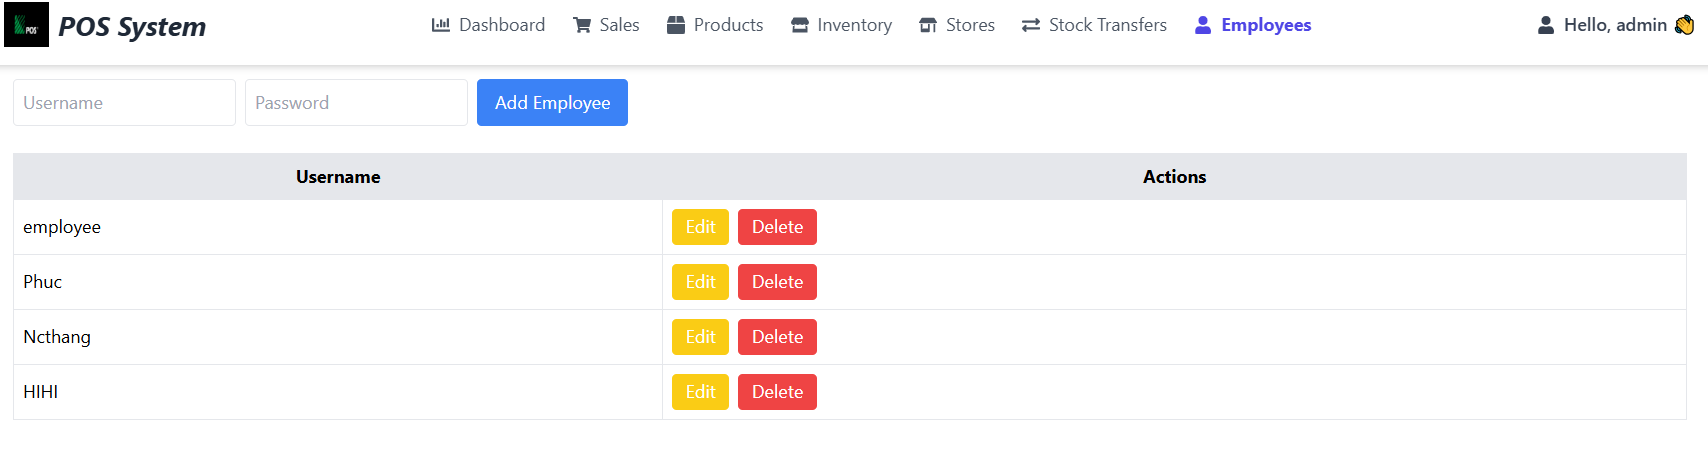 POS
POS System
Dashboard
Sales
Products
Inventory
Stores
Stock Transfers
Employees
Hello, admin 👋
Username
Password
Add Employee
Username Actions
employee Edit Delete
Phuc Edit Delete
Ncthang Edit Delete
HIHI Edit Delete